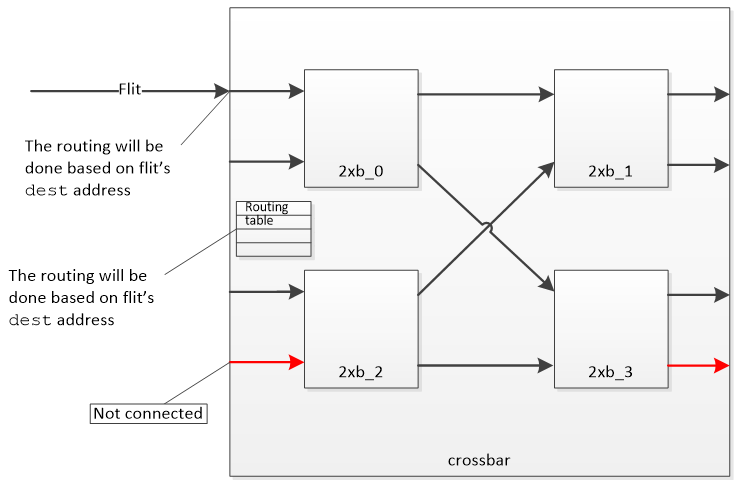 Flit
The routing will be
done based on flit's
dest address
2xb_0
2xb_1
Routing
table
The routing will be
done based on flit's
dest address
2xb_2
2xb_3
Not connected
crossbar